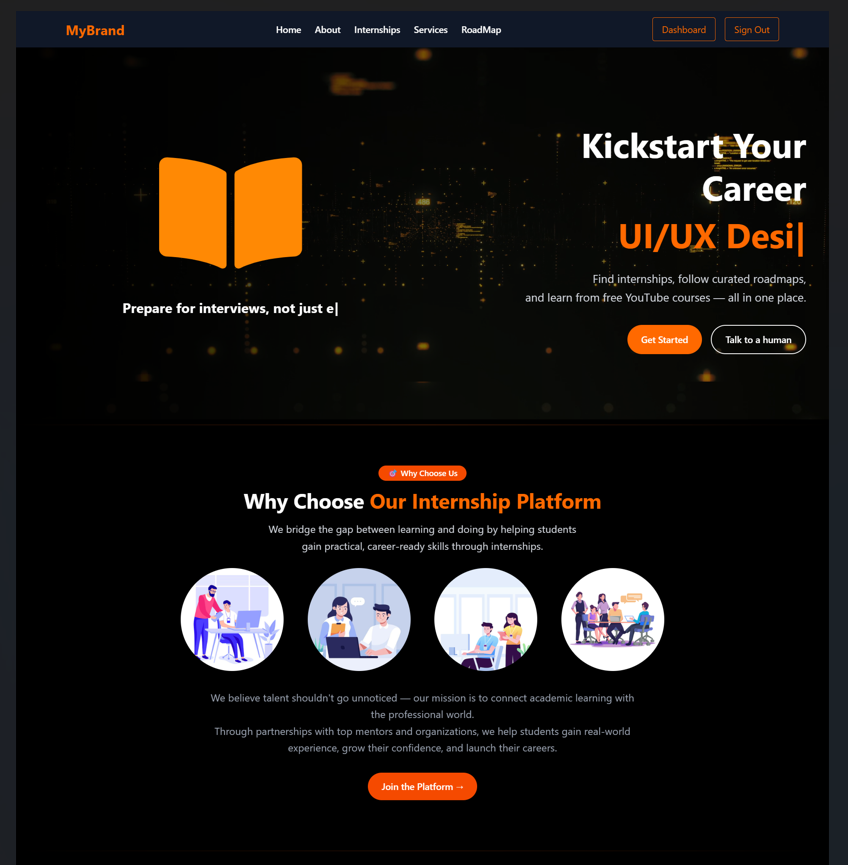 MyBrand
Home About Internships Services RoadMap
Dashboard Sign Out
Kickstart Your
Career
UI/UX Desi|
Find internships, follow curated roadmaps,
and learn from free YouTube courses — all in one place.
Get Started Talk to a human
Prepare for interviews, not just e|
Why Choose Us
Why Choose Our Internship Platform
We bridge the gap between learning and doing by helping students
gain practical, career-ready skills through internships.
We believe talent shouldn't go unnoticed — our mission is to connect academic learning with
the professional world.
Through partnerships with top mentors and organizations, we help students gain real-world
experience, grow their confidence, and launch their careers.
Join the Platform →